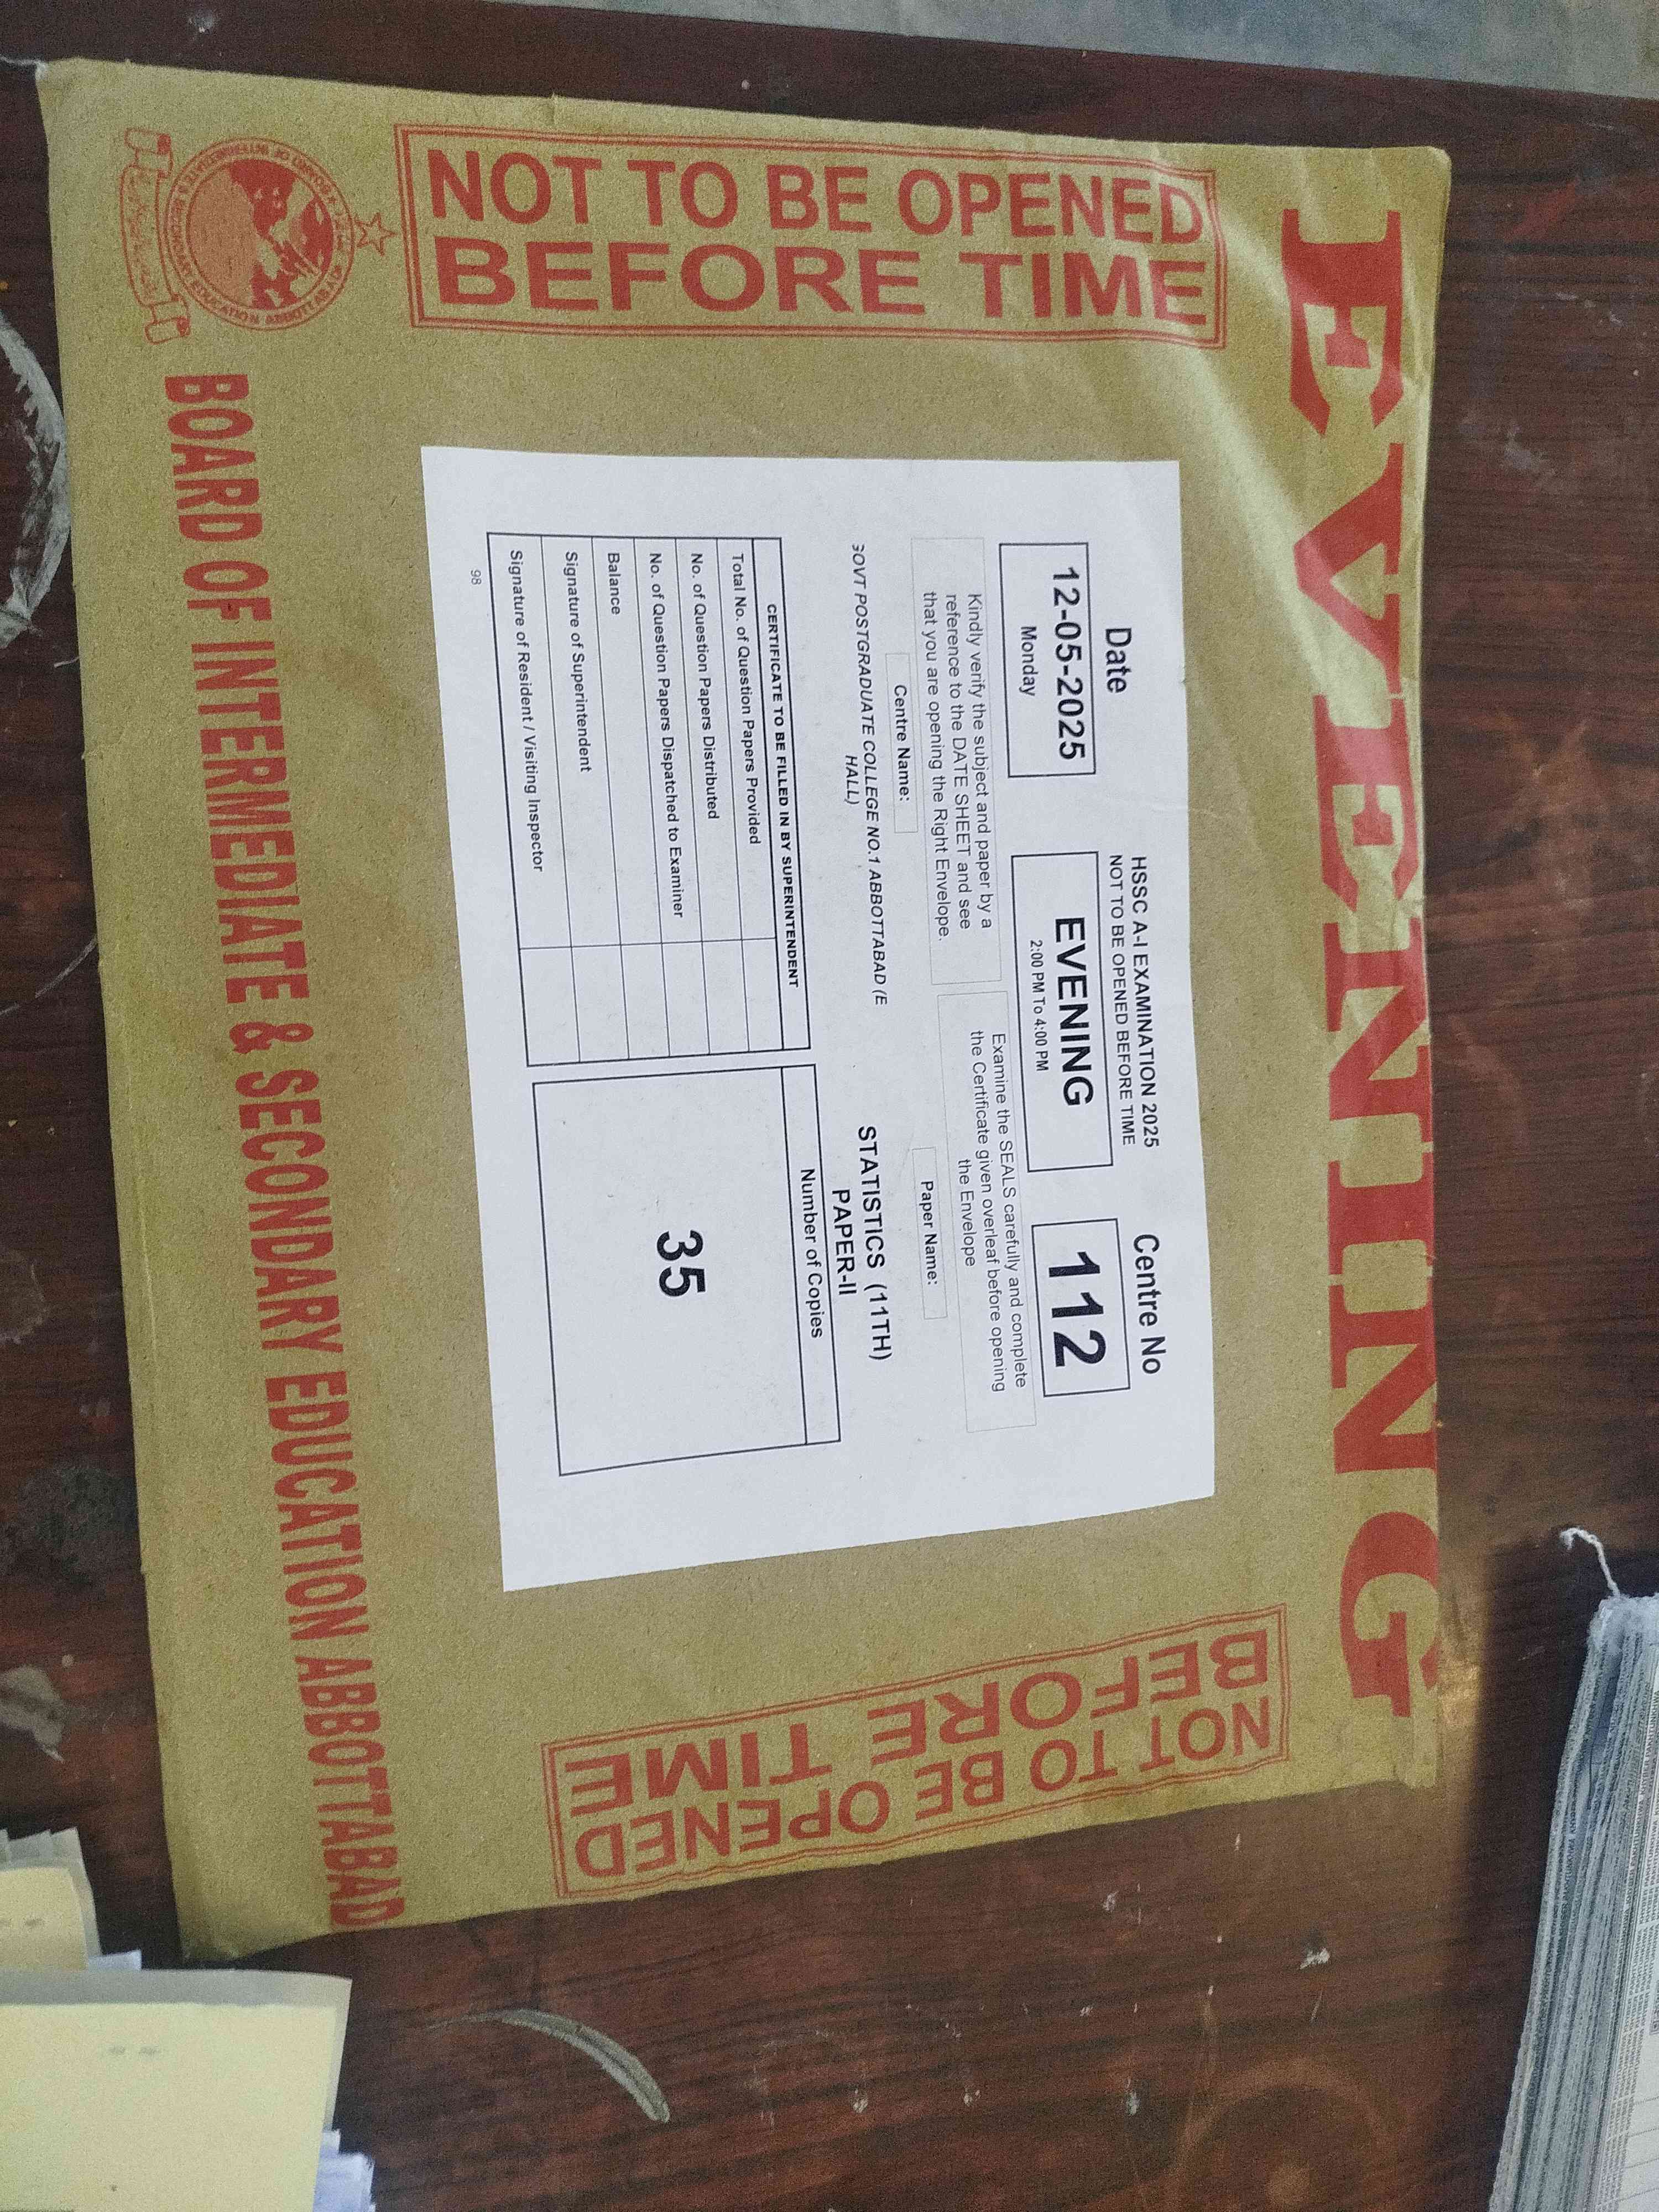 EVENING
NOT TO BE OPENED
BEFORE TIME
Date
12-05-2025
Monday
HSSC A-I EXAMINATION 2025
NOT TO BE OPENED BEFORE TIME
EVENING
2:00 PM To 4:00 PM
Centre No
112
Kindly verify the subject and paper by a
reference to the DATE SHEET and see
that you are opening the Right Envelope.
Examine the SEALS carefully and complete
the Certificate given overleaf before opening
the Envelope
Centre Name:
GOVT POSTGRADUATE COLLEGE NO.1 ABBOTTABAD (E
HALL)
Paper Name:
STATISTICS (11TH)
PAPER-II
CERTIFICATE TO BE FILLED IN BY SUPERINTENDENT
Total No. of Question Papers Provided
No. of Question Papers Distributed
No. of Question Papers Dispatched to Examiner
Balance
Signature of Superintendent
Signature of Resident / Visiting Inspector
Number of Copies
35
98
NOT TO BE OPENED
BEFORE TIME
BOARD OF INTERMEDIATE & SECONDARY EDUCATION ABBOTTABAD